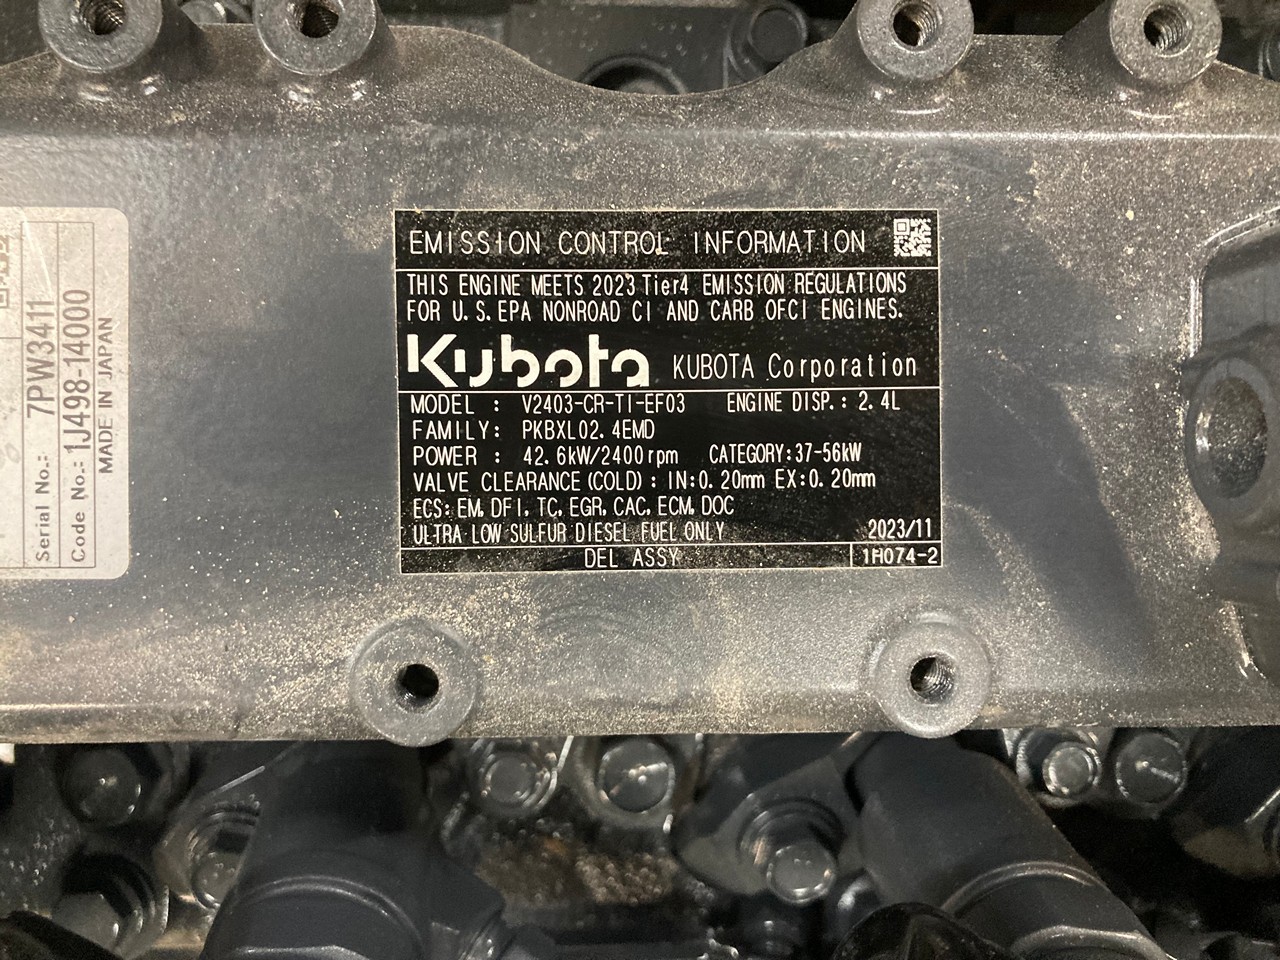 EMISSION CONTROL INFORMATION
THIS ENGINE MEETS 2023 Tier4 EMISSION REGULATIONS
FOR U.S. EPA NONROAD CI AND CARB OFCI ENGINES.
Kubota KUBOTA Corporation
MODEL : V2403-CR-TI-EF03 ENGINE DISP.: 2.4L
FAMILY: PKBXL02.4EMD
POWER : 42.6kW/2400rpm CATEGORY:37-56kW
VALVE CLEARANCE(COLD): IN:0.20mm EX:0.20mm
ECS: EM, DFI, TC, EGR, CAC, ECM, DOC
ULTRA LOW SULFUR DIESEL FUEL ONLY 2023/11
DEL ASSY 1H074-2
Serial No.: 7PW3411
Code No.: 1J498-14000
MADE IN JAPAN